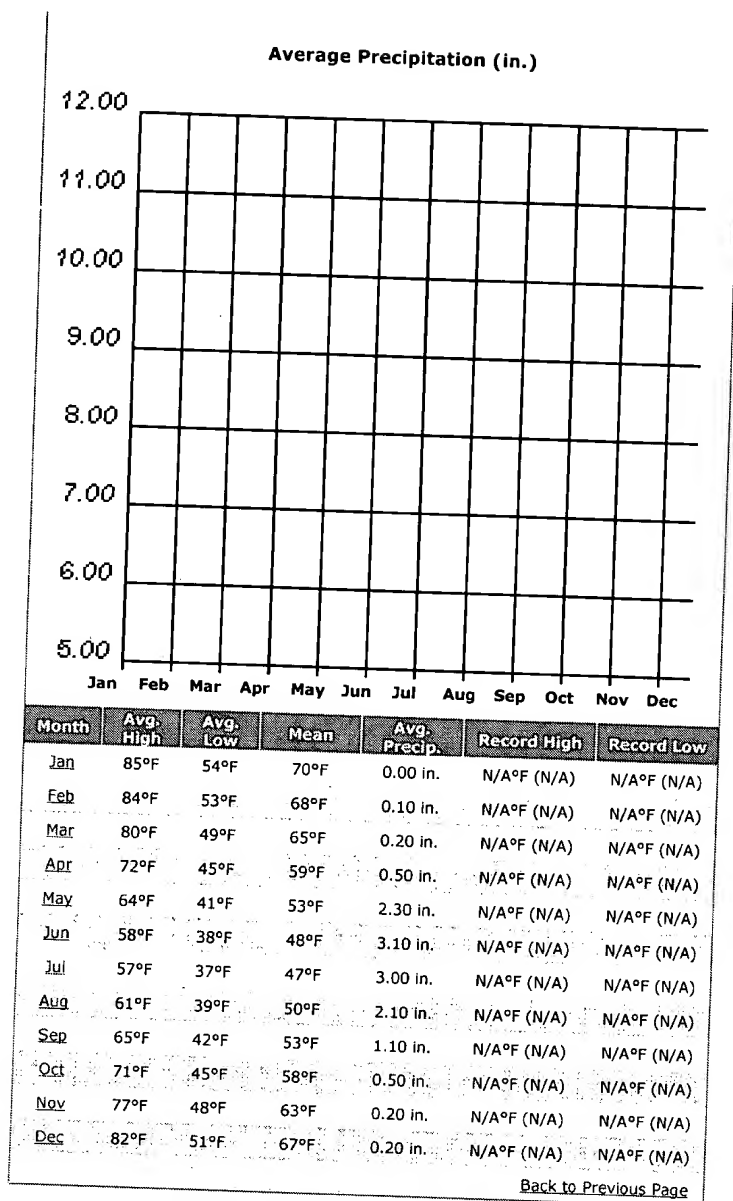 Average Precipitation (in.)
12.00
11.00
10.00
9.00
8.00
7.00
6.00
5.00
Jan Feb Mar Apr May Jun Jul Aug Sep Oct Nov Dec
Month Avg. High Avg. Low Mean Avg. Precip. Record High Record Low
Jan 85°F 54°F 70°F 0.00 in. N/A°F (N/A) N/A°F (N/A)
Feb 84°F 53°F 68°F 0.10 in. N/A°F (N/A) N/A°F (N/A)
Mar 80°F 49°F 65°F 0.20 in. N/A°F (N/A) N/A°F (N/A)
Apr 72°F 45°F 59°F 0.50 in. N/A°F (N/A) N/A°F (N/A)
May 64°F 41°F 53°F 2.30 in. N/A°F (N/A) N/A°F (N/A)
Jun 58°F 38°F 48°F 3.10 in. N/A°F (N/A) N/A°F (N/A)
Jul 57°F 37°F 47°F 3.00 in. N/A°F (N/A) N/A°F (N/A)
Aug 61°F 39°F 50°F 2.10 in. N/A°F (N/A) N/A°F (N/A)
Sep 65°F 42°F 53°F 1.10 in. N/A°F (N/A) N/A°F (N/A)
Oct 71°F 45°F 58°F 0.50 in. N/A°F (N/A) N/A°F (N/A)
Nov 77°F 48°F 63°F 0.20 in. N/A°F (N/A) N/A°F (N/A)
Dec 82°F 51°F 67°F 0.20 in. N/A°F (N/A) N/A°F (N/A)
Back to Previous Page